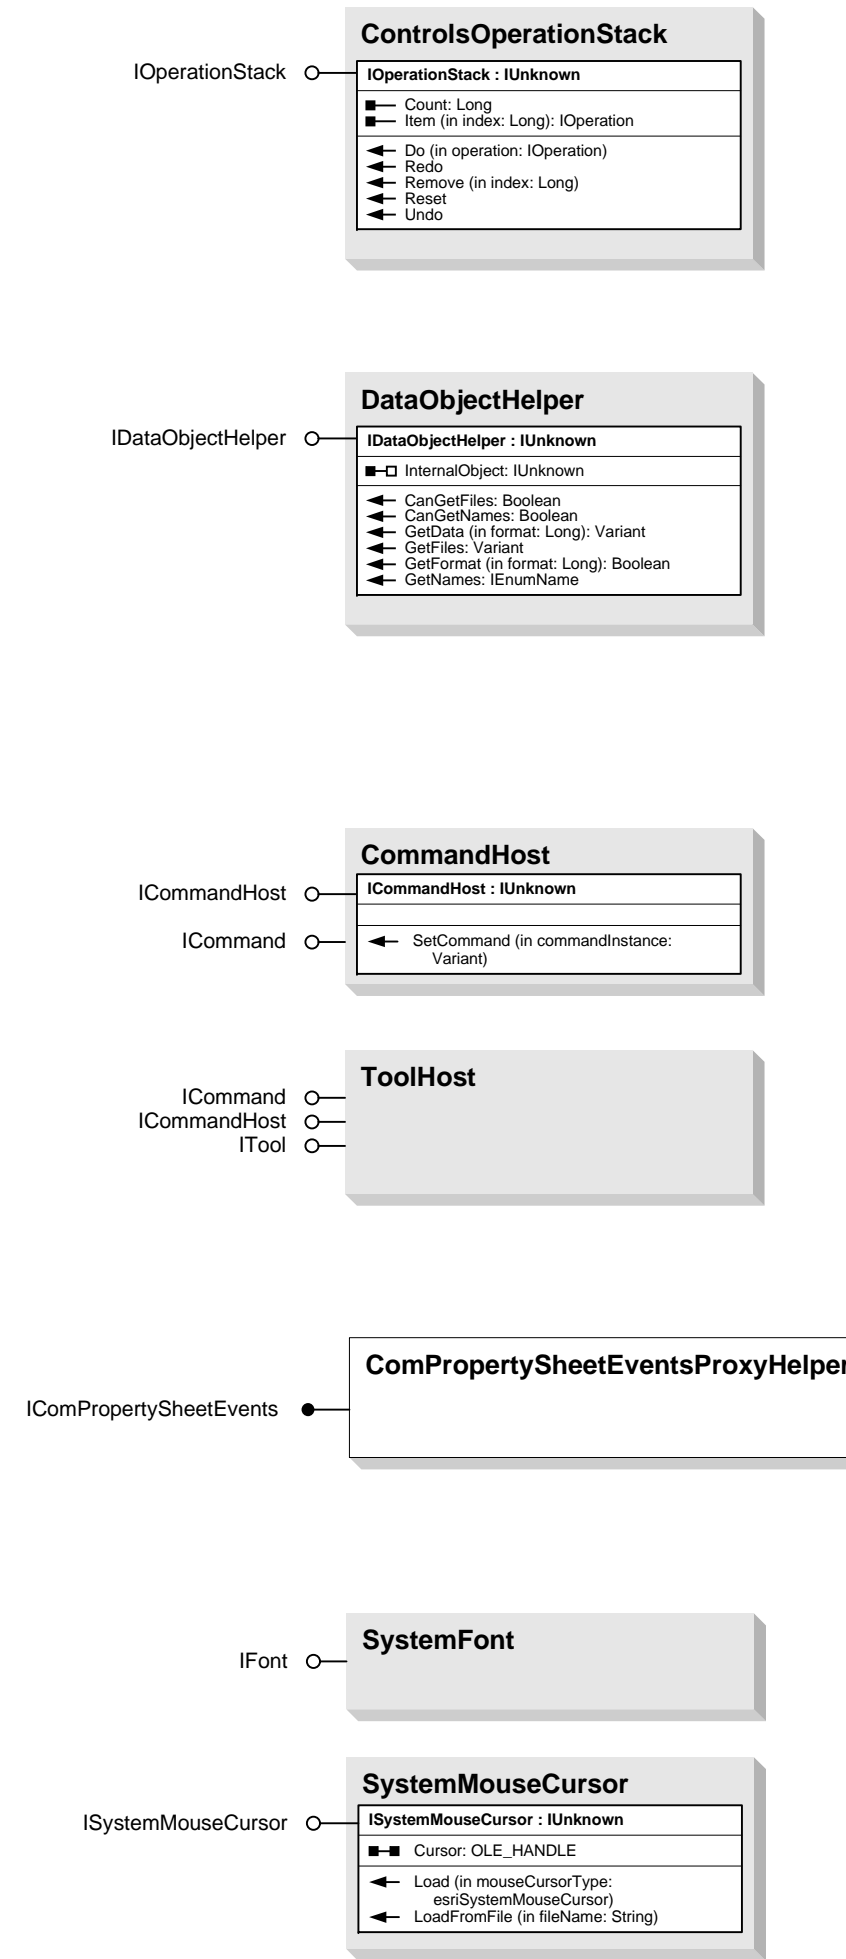 ControlsOperationStack
IOperationStack
IOperationStack : IUnknown
Count: Long
Item (in index: Long): IOperation
Do (in operation: IOperation)
Redo
Remove (in index: Long)
Reset
Undo
DataObjectHelper
IDataObjectHelper
IDataObjectHelper : IUnknown
InternalObject: IUnknown
CanGetFiles: Boolean
CanGetNames: Boolean
GetData (in format: Long): Variant
GetFiles: Variant
GetFormat (in format: Long): Boolean
GetNames: IEnumName
CommandHost
ICommandHost
ICommandHost : IUnknown
ICommand
SetCommand (in commandInstance:
Variant)
ToolHost
ICommand
ICommandHost
ITool
ComPropertySheetEventsProxyHelper
IComPropertySheetEvents
SystemFont
IFont
SystemMouseCursor
ISystemMouseCursor
ISystemMouseCursor : IUnknown
Cursor: OLE_HANDLE
Load (in mouseCursorType:
esriSystemMouseCursor)
LoadFromFile (in fileName: String)